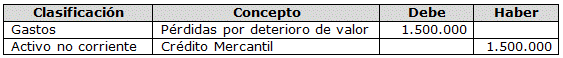 Clasificación Concepto Debe Haber
Gastos Pérdidas por deterioro de valor 1.500.000
Activo no corriente Crédito Mercantil 1.500.000